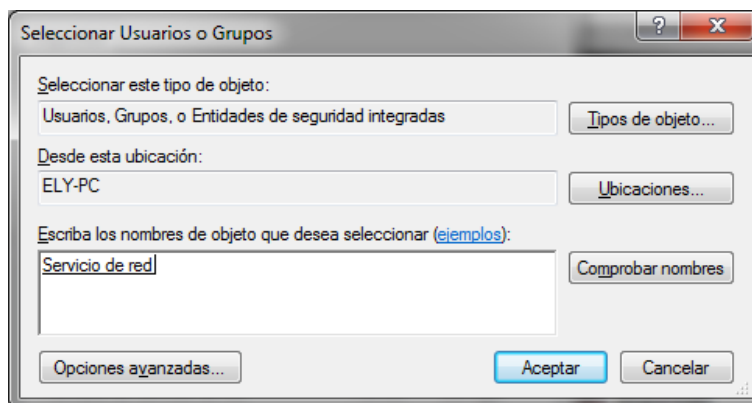 Seleccionar Usuarios o Grupos
Seleccionar este tipo de objeto:
Usuarios, Grupos, o Entidades de seguridad integradas
Tipos de objeto...
Desde esta ubicación:
ELY-PC
Ubicaciones...
Escriba los nombres de objeto que desea seleccionar (ejemplos):
Servicio de red
Comprobar nombres
Opciones avanzadas...
Aceptar
Cancelar